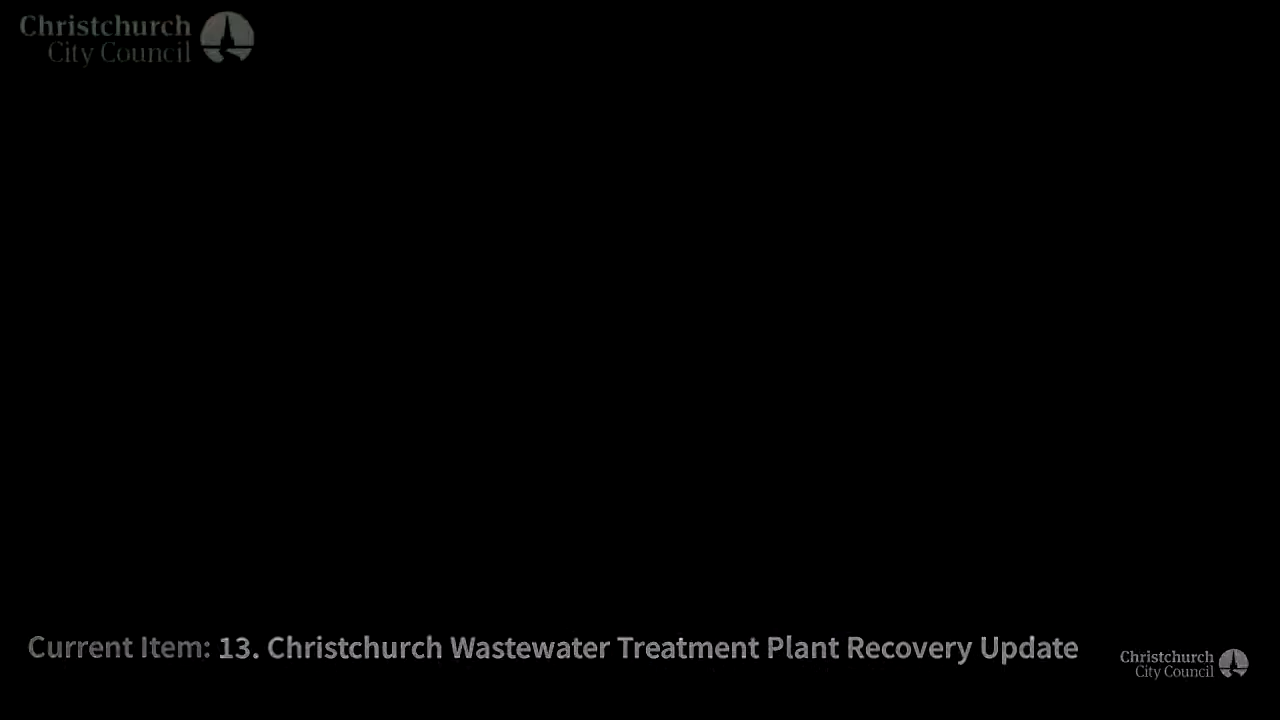 Christchurch
City Council
Current Item: 13. Christchurch Wastewater Treatment Plant Recovery Update
Christchurch
City Council